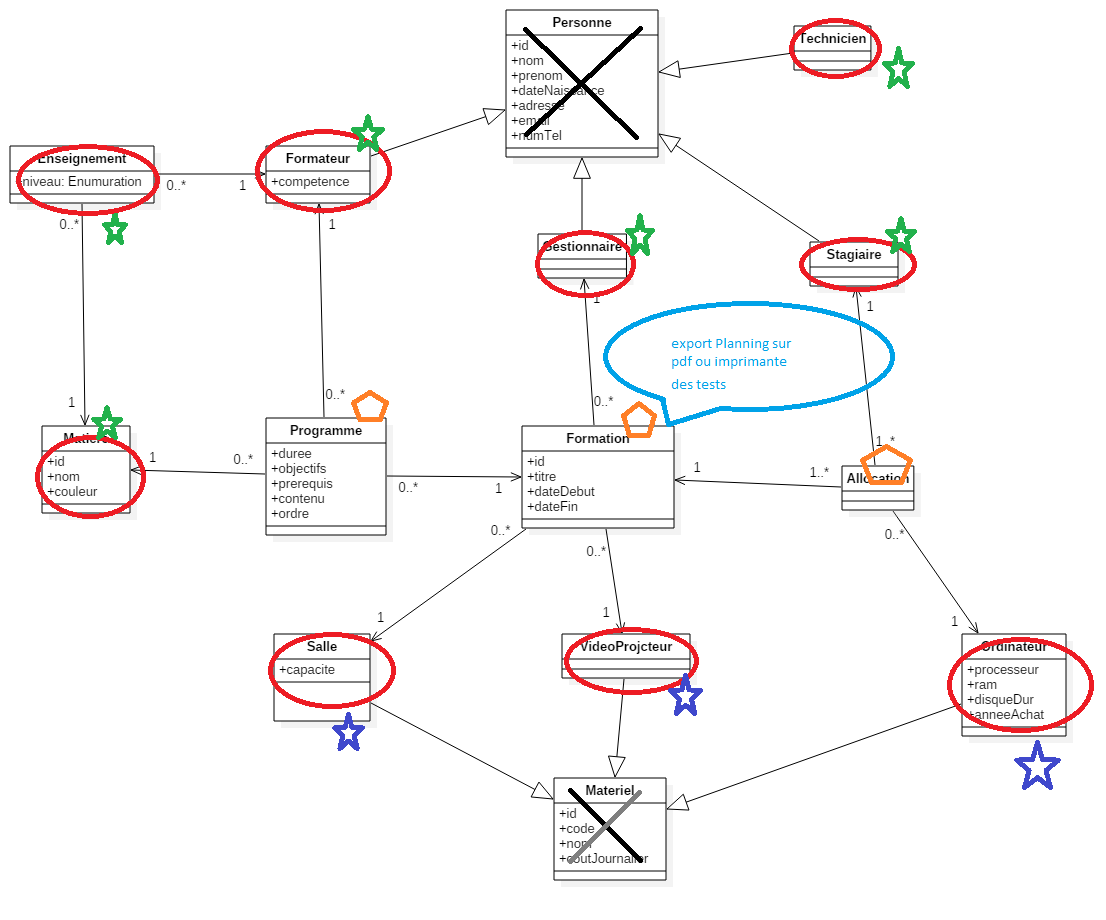 Personne
+id
+nom
+prenom
+dateNaissance
+adresse
+email
+numTel
Technicien
Enseignement
+niveau: Enumuration
0..*
1
Formateur
+competence
0..*
1
1
Gestionnaire
1
Stagiaire
1
export Planning sur
pdf ou imprimante
des tests
0..*
0..*
1..*
Matiere
+id
+nom
+couleur
1
0..*
Programme
+duree
+objectifs
+prerequis
+contenu
+ordre
0..*
1
Formation
+id
+titre
+dateDebut
+dateFin
1
1..*
Allocation
0..*
0..*
0..*
1
1
1
Salle
+capacite
VideoProjcteur
Ordinateur
+processeur
+ram
+disqueDur
+anneeAchat
Materiel
+id
+code
+nom
+coutJournalier